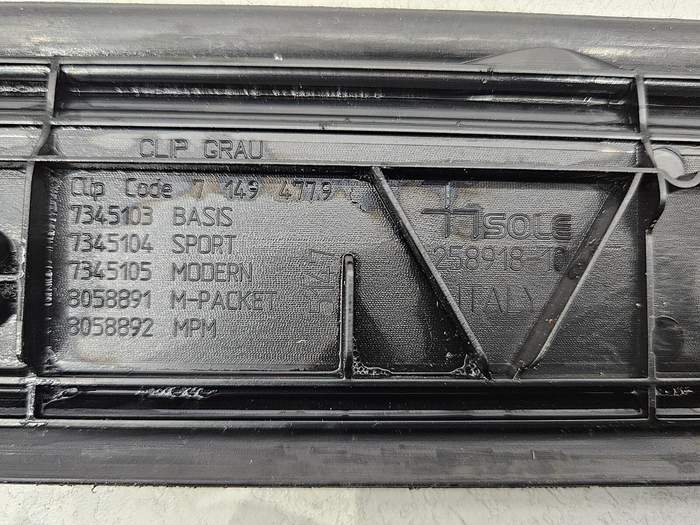 CLIP GRAU
Clip Code 7 149 477.9
7345103 BASIS
7345104 SPORT
7345105 MODERN
8058891 M-PACKET
8058892 MPM
SOLE
258918
ITALY